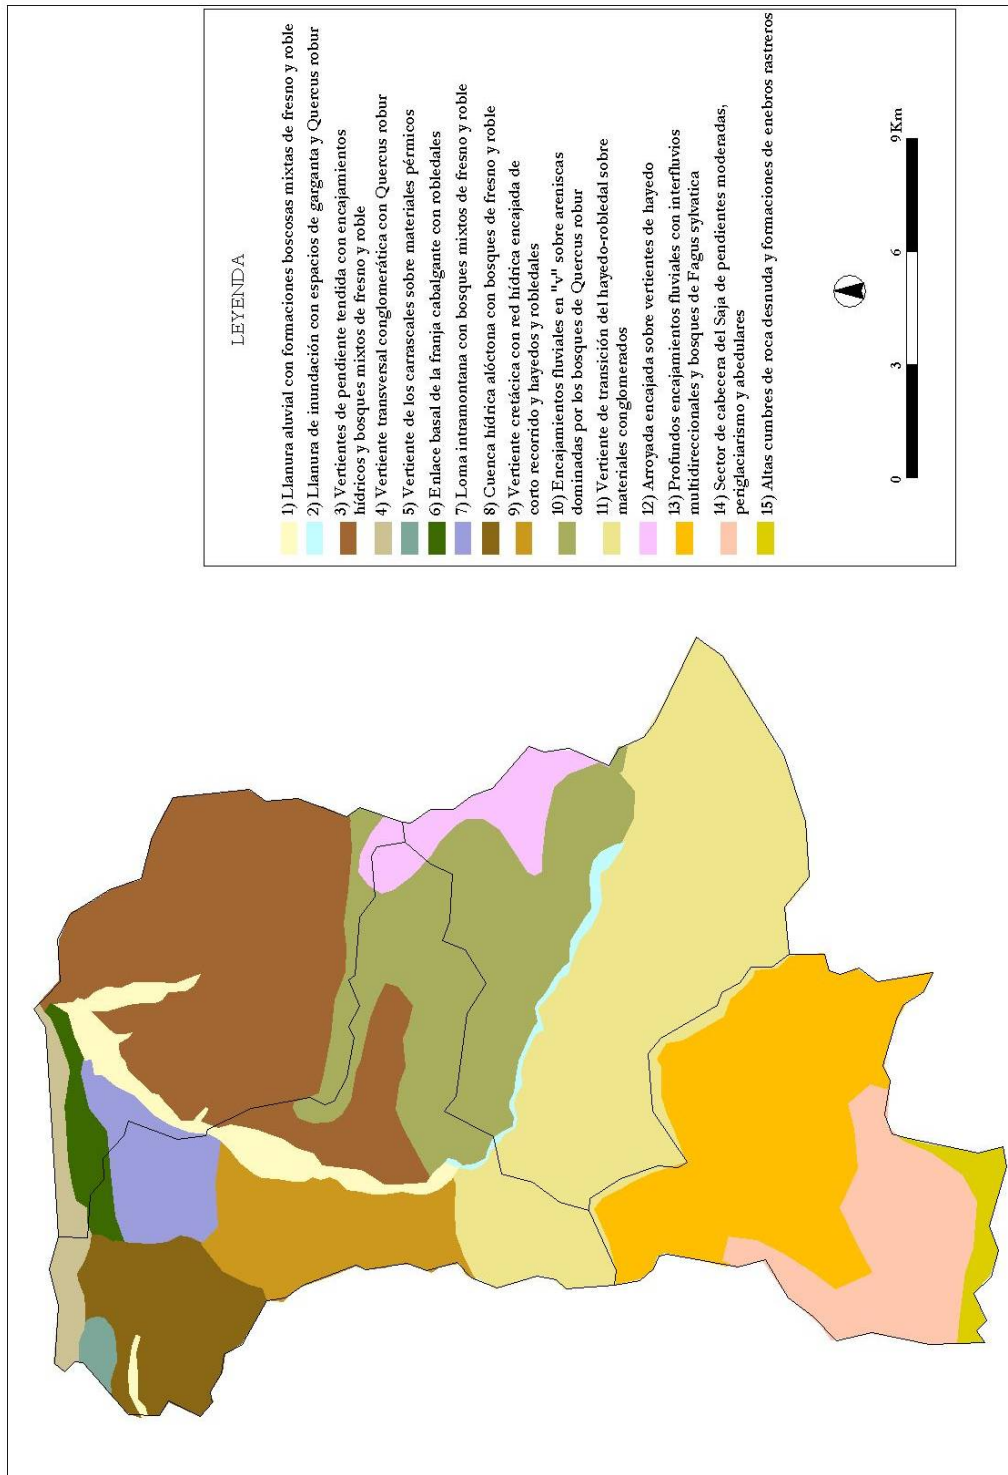 LEYENDA
1) Llanura aluvial con formaciones boscosas mixtas de fresno y roble
2) Llanura de inundación con espacios de garganta y Quercus robur
3) Vertientes de pendiente tendida con encajamientos
hídricos y bosques mixtos de fresno y roble
4) Vertiente transversal conglomerática con Quercus robur
5) Vertiente de los carrascales sobre materiales pérmicos
6) Enlace basal de la franja cabalgante con robledales
7) Loma intramontana con bosques mixtos de fresno y roble
8) Cuenca hídrica alóctona con bosques de fresno y roble
9) Vertiente cretácica con red hídrica encajada de
corto recorrido y hayedos y robledales
10) Encajamientos fluviales en "v" sobre areniscas
dominadas por los bosques de Quercus robur
11) Vertiente de transición del hayedo-robledal sobre
materiales conglomerados
12) Arroyada encajada sobre vertientes de hayedo
13) Profundos encajamientos fluviales con interfluvios
multidireccionales y bosques de Fagus sylvatica
14) Sector de cabecera del Saja de pendientes moderadas,
periglaciarismo y abedulares
15) Altas cumbres de roca desnuda y formaciones de enebros rastreros
0 3 6 9Km